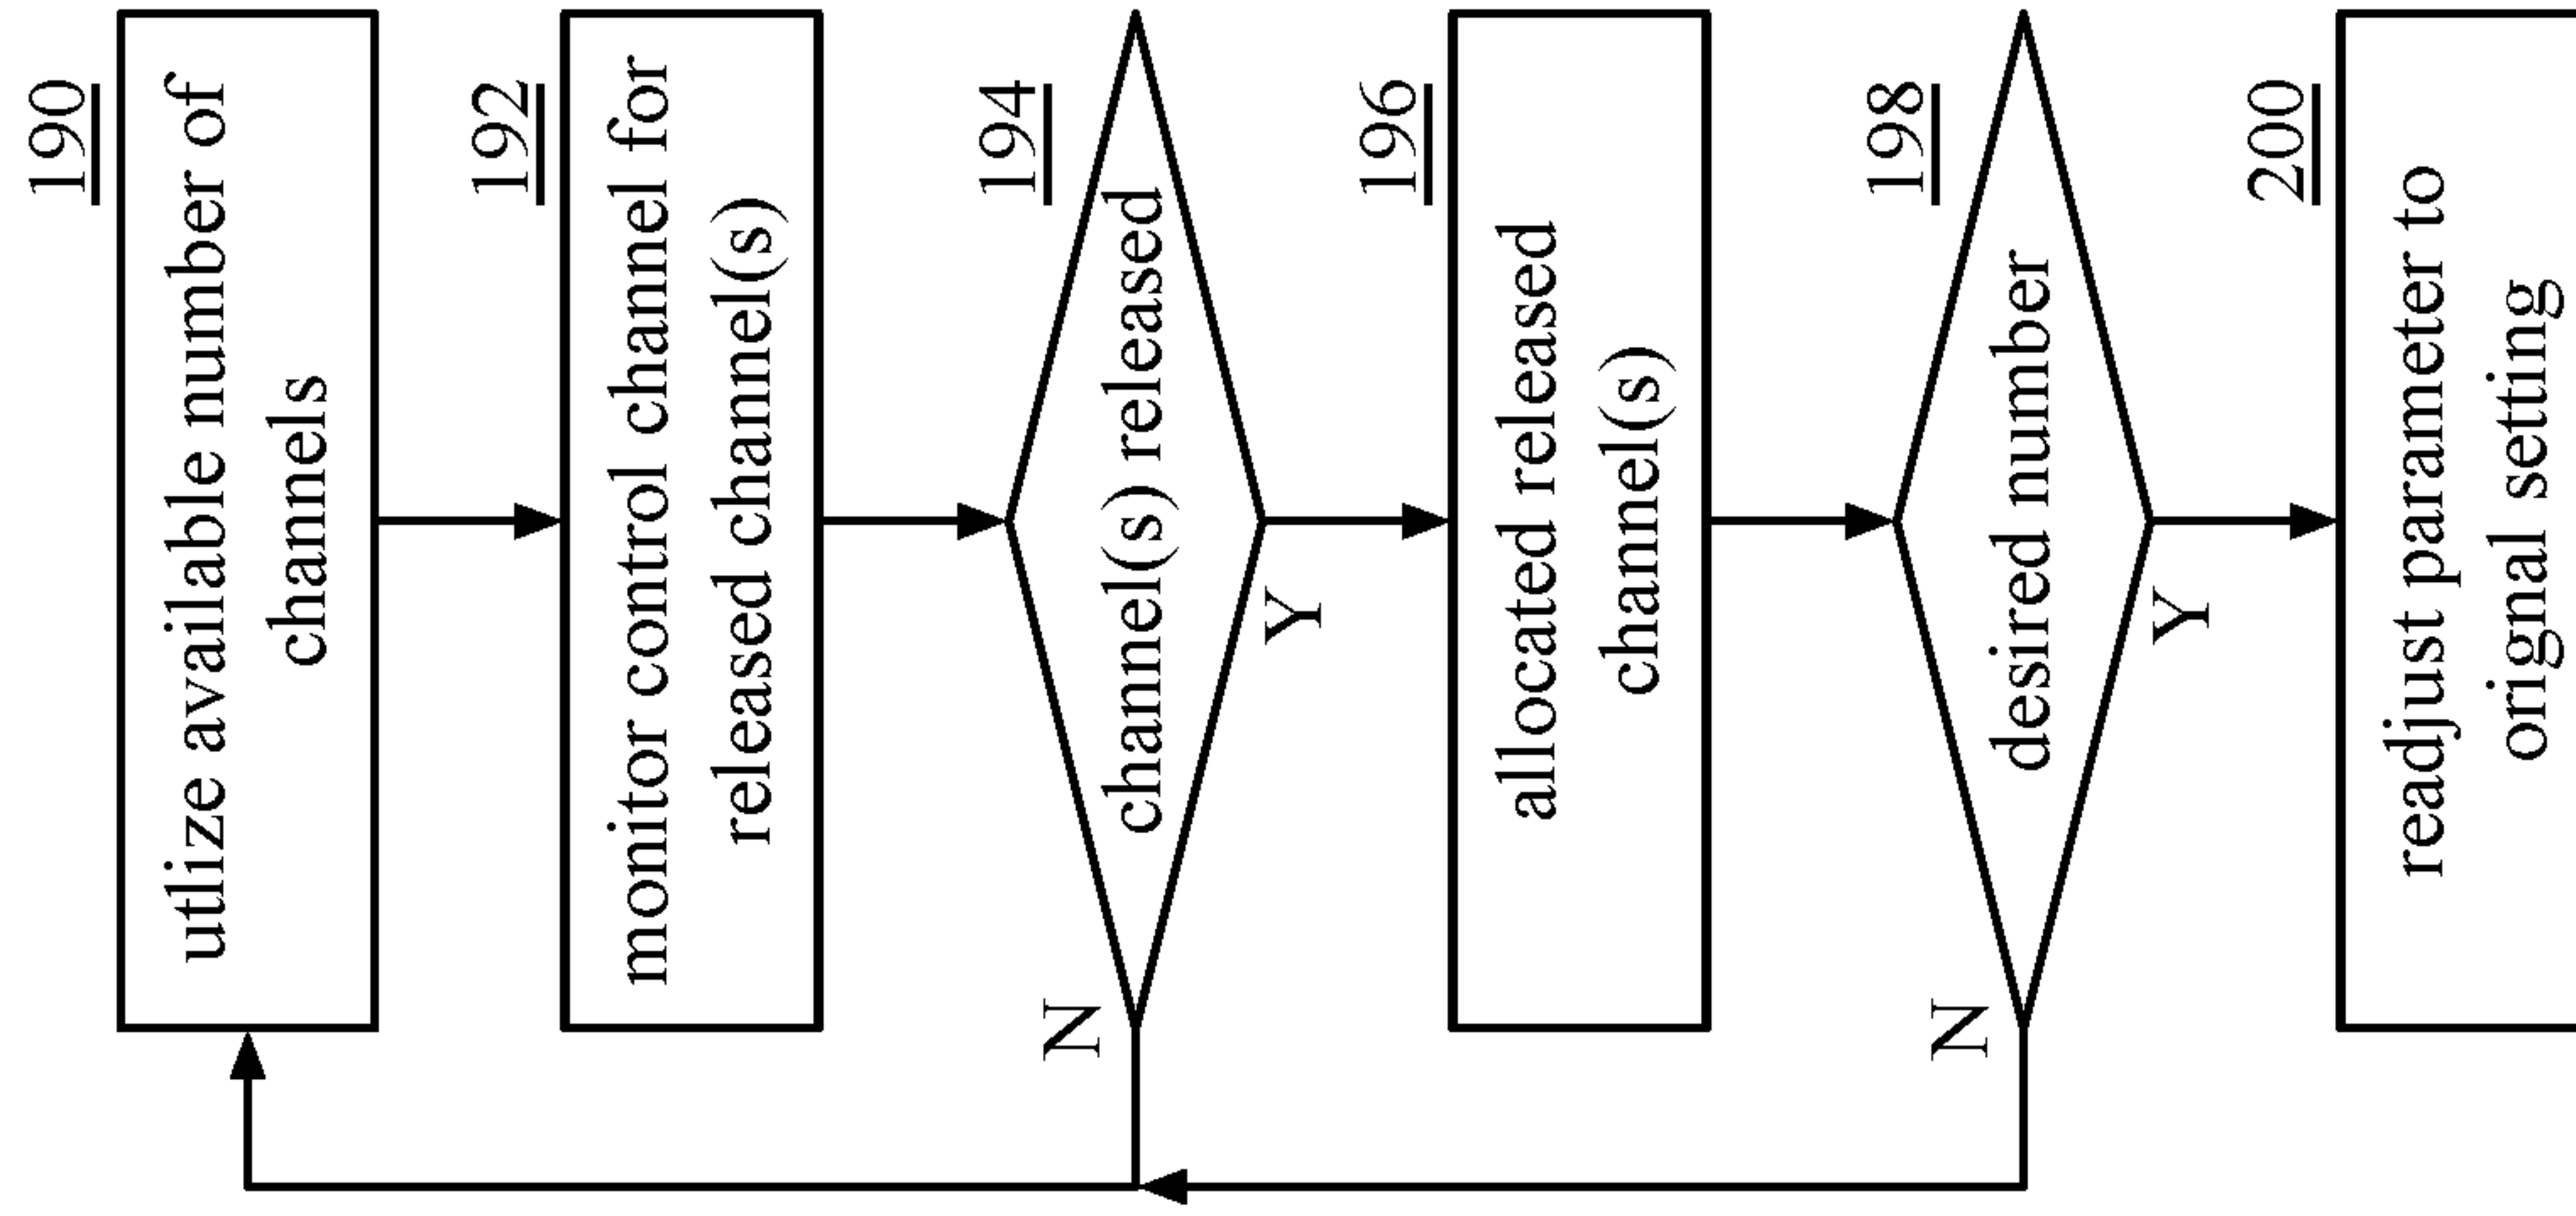 190
utlize available number of
channels
192
monitor control channel for
released channel(s)
194
channel(s) released
N
Y
196
allocated released
channel(s)
198
desired number
N
Y
200
readjust parameter to
orignal setting